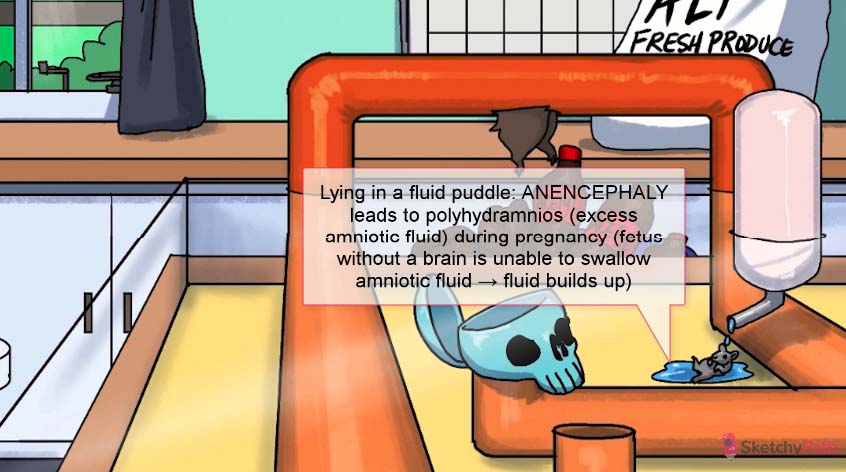 FRESH PRODUCE
Lying in a fluid puddle: ANENCEPHALY
leads to polyhydramnios (excess
amniotic fluid) during pregnancy (fetus
without a brain is unable to swallow
amniotic fluid → fluid builds up)
Sketchy